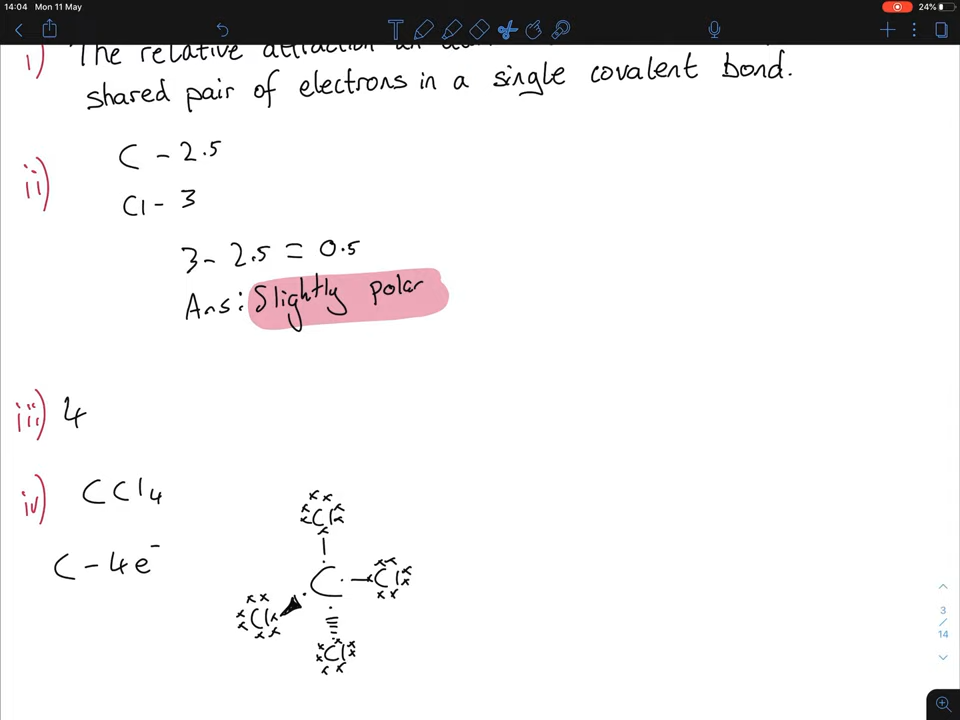 14:04 Mon 11 May
24%
i) The relative attraction an
shared pair of electrons in a single covalent bond.
ii) C - 2.5
Cl - 3
3 - 2.5 = 0.5
Ans: Slightly polar
iii) 4
iv) CCl₄
C - 4e⁻
Cl
C Cl
Cl
Cl
3
/
14